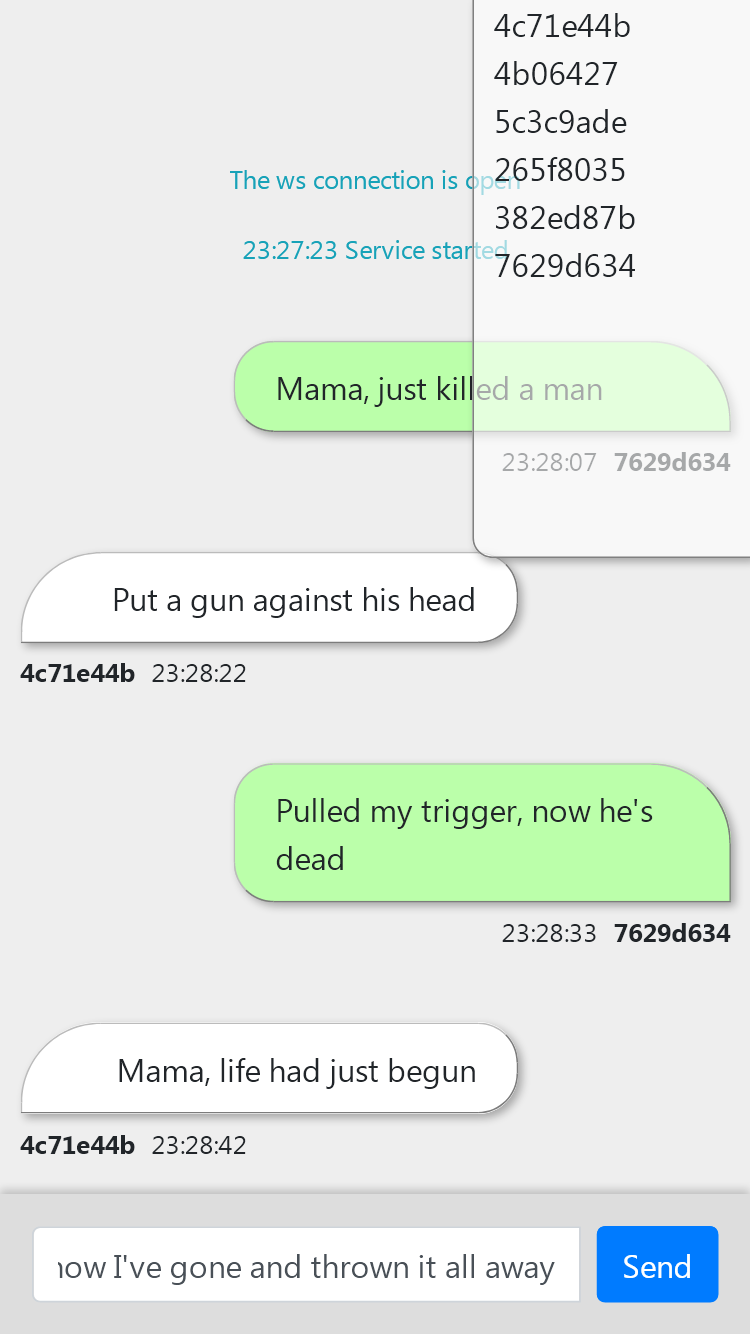 4c71e44b
4b06427
5c3c9ade
265f8035
382ed87b
7629d634
The ws connection is open
23:27:23 Service started
Mama, just killed a man
23:28:07 7629d634
Put a gun against his head
4c71e44b 23:28:22
Pulled my trigger, now he's
dead
23:28:33 7629d634
Mama, life had just begun
4c71e44b 23:28:42
now I've gone and thrown it all away
Send